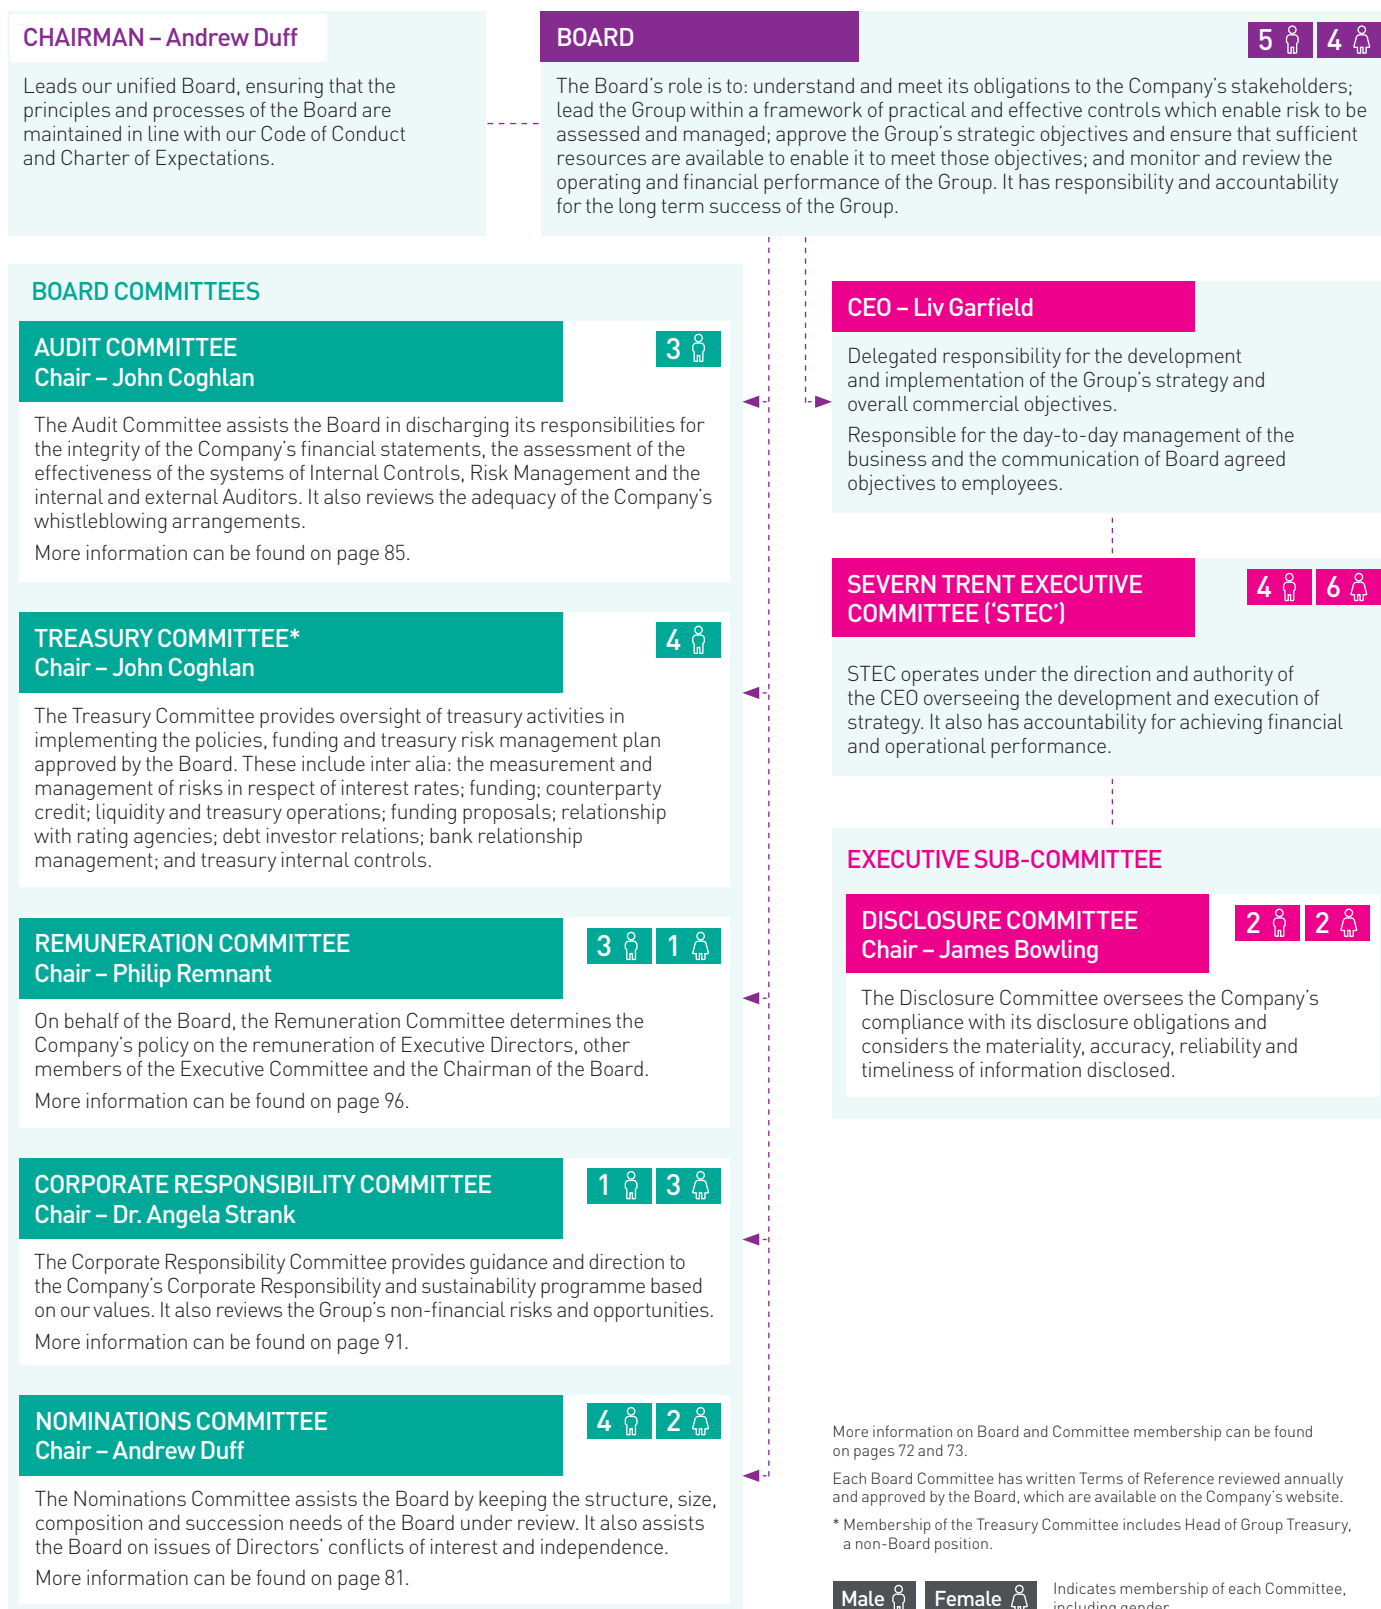 CHAIRMAN – Andrew Duff
Leads our unified Board, ensuring that the
principles and processes of the Board are
maintained in line with our Code of Conduct
and Charter of Expectations.
BOARD
5 4
The Board's role is to: understand and meet its obligations to the Company's stakeholders;
lead the Group within a framework of practical and effective controls which enable risk to be
assessed and managed; approve the Group's strategic objectives and ensure that sufficient
resources are available to enable it to meet those objectives; and monitor and review the
operating and financial performance of the Group. It has responsibility and accountability
for the long term success of the Group.
BOARD COMMITTEES
AUDIT COMMITTEE
Chair – John Coghlan
3
The Audit Committee assists the Board in discharging its responsibilities for
the integrity of the Company's financial statements, the assessment of the
effectiveness of the systems of Internal Controls, Risk Management and the
internal and external Auditors. It also reviews the adequacy of the Company's
whistleblowing arrangements.
More information can be found on page 85.
TREASURY COMMITTEE*
Chair – John Coghlan
4
The Treasury Committee provides oversight of treasury activities in
implementing the policies, funding and treasury risk management plan
approved by the Board. These include inter alia: the measurement and
management of risks in respect of interest rates; funding; counterparty
credit; liquidity and treasury operations; funding proposals; relationship
with rating agencies; debt investor relations; bank relationship
management; and treasury internal controls.
REMUNERATION COMMITTEE
Chair – Philip Remnant
3 1
On behalf of the Board, the Remuneration Committee determines the
Company's policy on the remuneration of Executive Directors, other
members of the Executive Committee and the Chairman of the Board.
More information can be found on page 96.
CORPORATE RESPONSIBILITY COMMITTEE
Chair – Dr. Angela Strank
1 3
The Corporate Responsibility Committee provides guidance and direction to
the Company's Corporate Responsibility and sustainability programme based
on our values. It also reviews the Group's non-financial risks and opportunities.
More information can be found on page 91.
NOMINATIONS COMMITTEE
Chair – Andrew Duff
4 2
The Nominations Committee assists the Board by keeping the structure, size,
composition and succession needs of the Board under review. It also assists
the Board on issues of Directors' conflicts of interest and independence.
More information can be found on page 81.
CEO – Liv Garfield
Delegated responsibility for the development
and implementation of the Group's strategy and
overall commercial objectives.
Responsible for the day-to-day management of the
business and the communication of Board agreed
objectives to employees.
SEVERN TRENT EXECUTIVE
COMMITTEE ('STEC')
4 6
STEC operates under the direction and authority of
the CEO overseeing the development and execution of
strategy. It also has accountability for achieving financial
and operational performance.
EXECUTIVE SUB-COMMITTEE
DISCLOSURE COMMITTEE
Chair – James Bowling
2 2
The Disclosure Committee oversees the Company's
compliance with its disclosure obligations and
considers the materiality, accuracy, reliability and
timeliness of information disclosed.
More information on Board and Committee membership can be found
on pages 72 and 73.
Each Board Committee has written Terms of Reference reviewed annually
and approved by the Board, which are available on the Company's website.
* Membership of the Treasury Committee includes Head of Group Treasury,
a non-Board position.
Male Female
Indicates membership of each Committee,
including gender